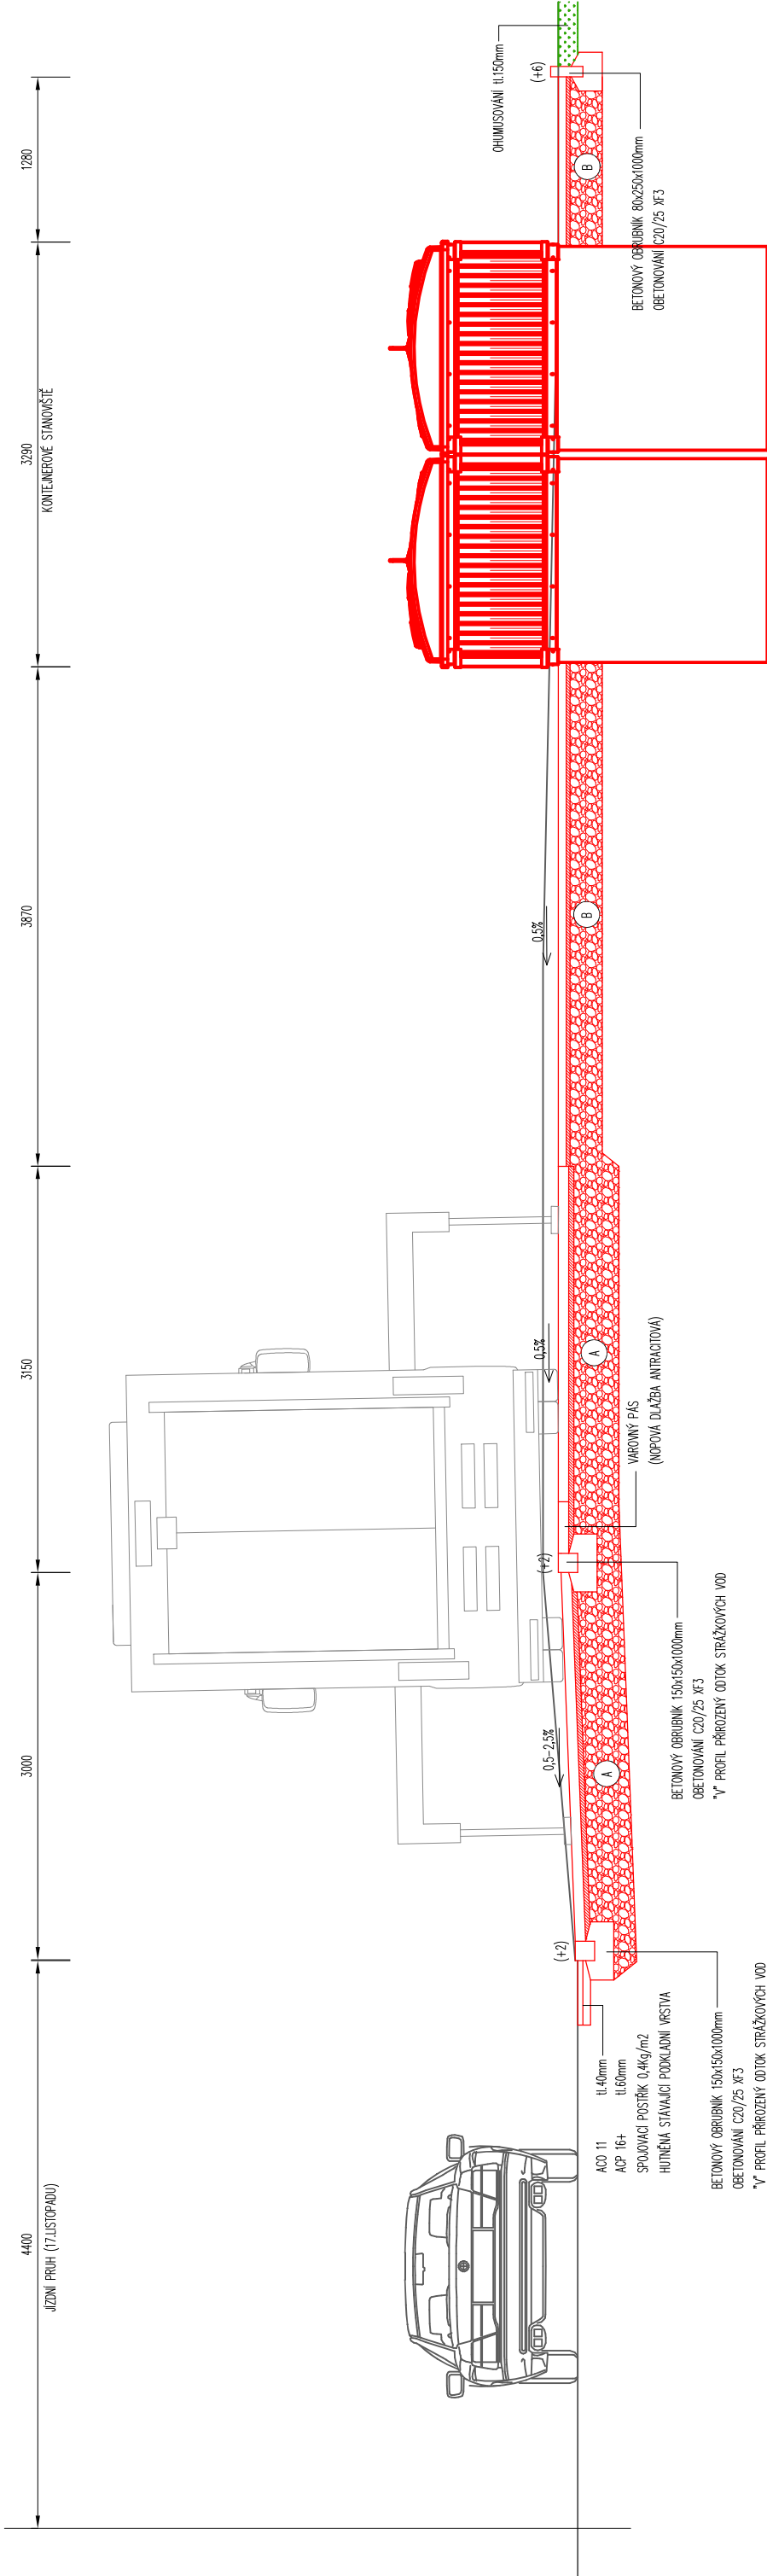 4400
3000
3150
3870
3290
1280
JÍZDNÍ PRUH (17.LISTOPADU)
KONTEJNEROVÉ STANOVIŠTĚ
OHUMUSOVÁNÍ tl.150mm
(+2)
0,5-2,5%
(+2)
0,5%
0,5%
(+6)
A
A
B
B
ACO 11 tl.40mm
ACP 16+ tl.60mm
SPOJOVACÍ POSTŘIK 0,4Kg/m2
HUTNĚNÁ STÁVAJÍCÍ PODKLADNÍ VRSTVA
BETONOVÝ OBRUBNÍK 150x150x1000mm
OBETONOVÁNÍ C20/25 XF3
"V" PROFIL PŘIROZENÝ ODTOK STRÁŽKOVÝCH VOD
BETONOVÝ OBRUBNÍK 150x150x1000mm
OBETONOVÁNÍ C20/25 XF3
"V" PROFIL PŘIROZENÝ ODTOK STRÁŽKOVÝCH VOD
VAROVNÝ PÁS
(NOPOVÁ DLAŽBA ANTRACITOVÁ)
BETONOVÝ OBRUBNÍK 80x250x1000mm
OBETONOVÁNÍ C20/25 XF3